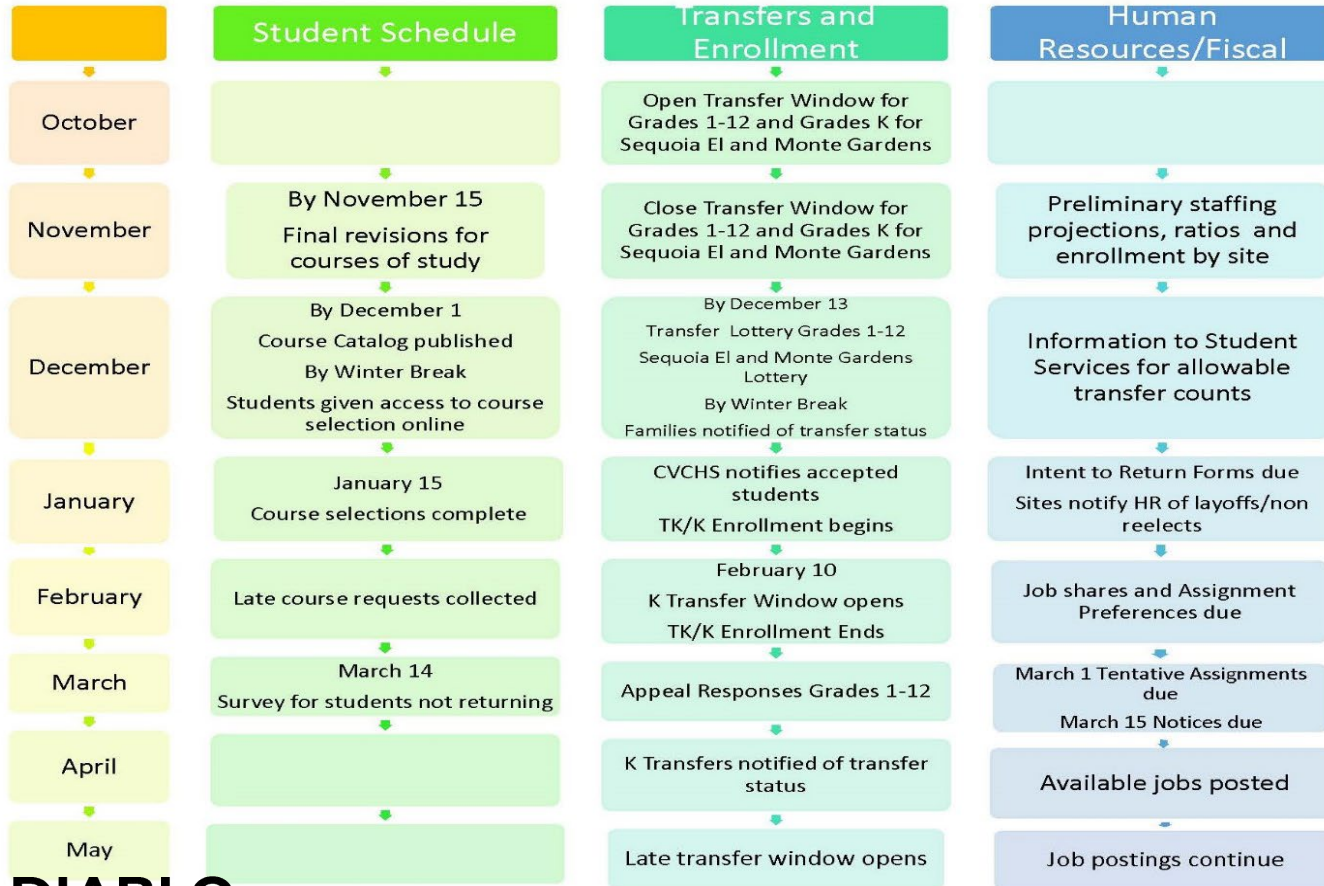 Student Schedule
Transfers and
Enrollment
Human
Resources/Fiscal
October
Open Transfer Window for
Grades 1-12 and Grades K for
Sequoia El and Monte Gardens
November
By November 15
Final revisions for
courses of study
Close Transfer Window for
Grades 1-12 and Grades K for
Sequoia El and Monte Gardens
Preliminary staffing
projections, ratios and
enrollment by site
December
By December 1
Course Catalog published
By Winter Break
Students given access to course
selection online
By December 13
Transfer Lottery Grades 1-12
Sequoia El and Monte Gardens
Lottery
By Winter Break
Families notified of transfer status
Information to Student
Services for allowable
transfer counts
January
January 15
Course selections complete
CVCHS notifies accepted
students
TK/K Enrollment begins
Intent to Return Forms due
Sites notify HR of layoffs/non
reelects
February
Late course requests collected
February 10
K Transfer Window opens
TK/K Enrollment Ends
Job shares and Assignment
Preferences due
March
March 14
Survey for students not returning
Appeal Responses Grades 1-12
March 1 Tentative Assignments
due
March 15 Notices due
April
K Transfers notified of transfer
status
Available jobs posted
May
Late transfer window opens
Job postings continue
DIABLO